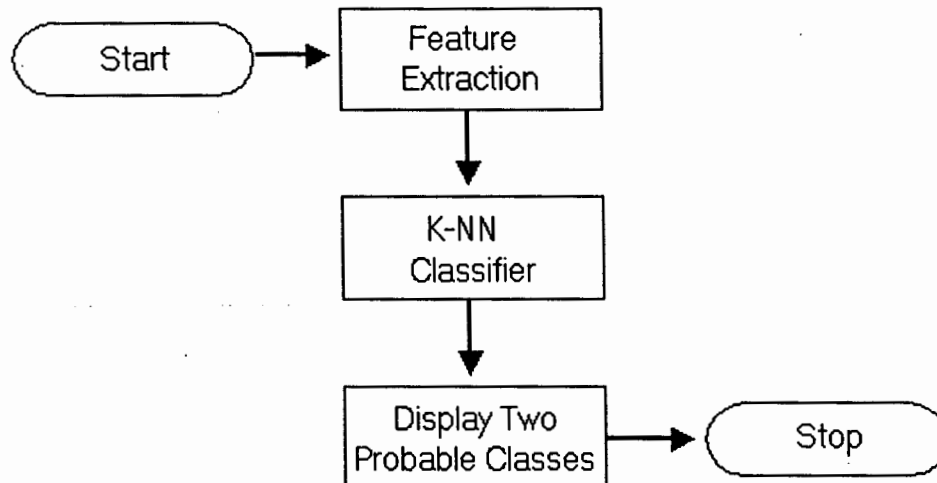 Start
Feature
Extraction
K-NN
Classifier
Display Two
Probable Classes
Stop